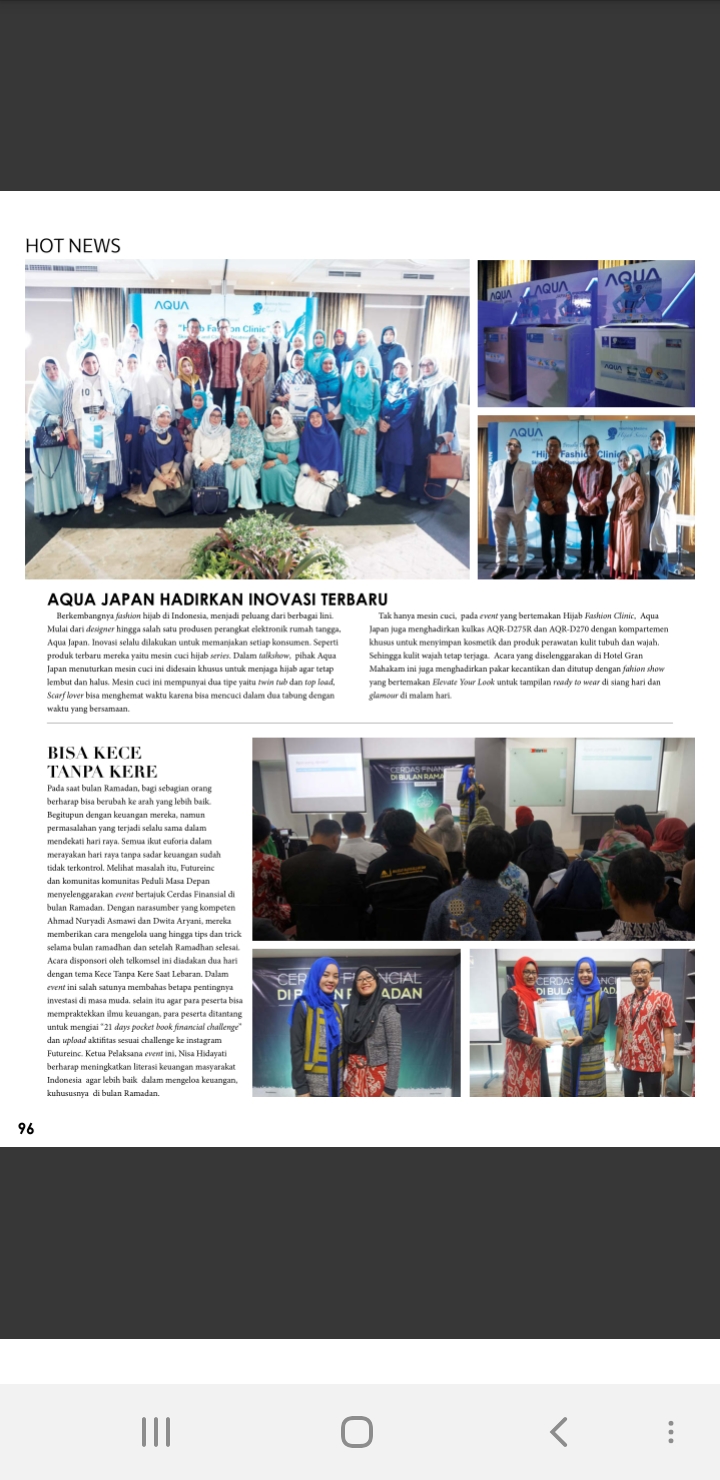 HOT NEWS
AQUA
"Hijab Fashion Clinic"
AQUA
AQUA
AQUA
AQUA
AQUA
"Hijab Fashion Clinic"
AQUA JAPAN HADIRKAN INOVASI TERBARU
Berkembangnya fashion hijab di Indonesia, menjadi peluang dari berbagai lini.
Mulai dari designer hingga salah satu produsen perangkat elektronik rumah tangga,
Aqua Japan. Inovasi selalu dilakukan untuk memanjakan setiap konsumen. Seperti
produk terbaru mereka yaitu mesin cuci hijab series. Dalam talkshow, pihak Aqua
Japan menuturkan mesin cuci ini didesain khusus untuk menjaga hijab agar tetap
lembut dan halus. Mesin cuci ini mempunyai dua tipe yaitu twin tub dan top load,
Scarf lover bisa menghemat waktu karena bisa mencuci dalam dua tabung dengan
waktu yang bersamaan.
Tak hanya mesin cuci, pada event yang bertemakan Hijab Fashion Clinic, Aqua
Japan juga menghadirkan kulkas AQR-D275R dan AQR-D270 dengan kompartemen
khusus untuk menyimpan kosmetik dan produk perawatan kulit tubuh dan wajah.
Sehingga kulit wajah tetap terjaga. Acara yang diselenggarakan di Hotel Gran
Mahakam ini juga menghadirkan pakar kecantikan dan ditutup dengan fahion show
yang bertemakan Elevate Your Look untuk tampilan ready to wear di siang hari dan
glamour di malam hari.
BISA KECE
TANPA KERE
Pada saat bulan Ramadan, bagi sebagian orang
berharap bisa berubah ke arah yang lebih baik.
Begitupun dengan keuangan mereka, namun
permasalahan yang terjadi selalu sama dalam
mendekati hari raya. Semua ikut euforia dalam
merayakan hari raya tanpa sadar keuangan sudah
tidak terkontrol. Melihat masalah itu, Futureinc
dan komunitas komunitas Peduli Masa Depan
menyelenggarakan event bertajuk Cerdas Finansial di
bulan Ramadan. Dengan narasumber yang kompeten
Ahmad Nuryadi Asmawi dan Dwita Aryani, mereka
memberikan cara mengelola uang hingga tips dan trick
selama bulan ramadhan dan setelah Ramadhan selesai.
Acara disponsori oleh telkomsel ini diadakan dua hari
dengan tema Kece Tanpa Kere Saat Lebaran. Dalam
event ini salah satunya membahas betapa pentingnya
investasi di masa muda. selain itu agar para peserta bisa
mempraktekkan ilmu keuangan, para peserta ditantang
untuk mengiai "21 days pocket book financial challenge"
dan upload aktifitas sesuai challenge ke instagram
Futureinc. Ketua Pelaksana event ini, Nisa Hidayati
berharap meningkatkan literasi keuangan masyarakat
Indonesia agar lebih baik dalam mengeloa keuangan,
kuhususnya di bulan Ramadan.
CERDAS FINANCIAL
DI BULAN RAMA
CERD FINANCIAL
DI B N R ADAN
CERDAS F NCIAL
DI BULA ADAN
96